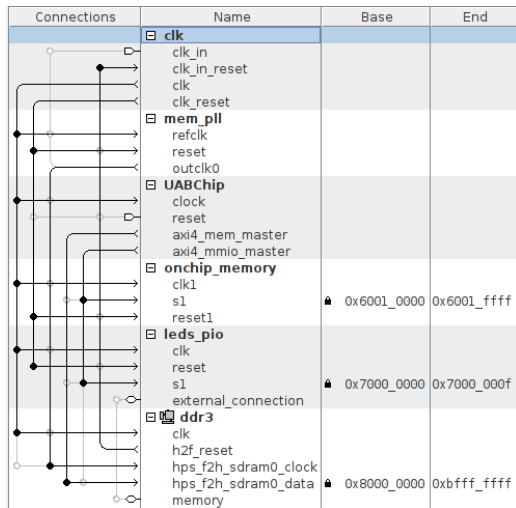 Connections Name Base End
clk
clk_in
clk_in_reset
clk
clk_reset
mem_pll
refclk
reset
outclk0
UABChip
clock
reset
axi4_mem_master
axi4_mmio_master
onchip_memory
clk1
s1 0x6001_0000 0x6001_ffff
reset1
leds_pio
clk
reset
s1 0x7000_0000 0x7000_000f
external_connection
ddr3
clk
h2f_reset
hps_f2h_sdram0_clock
hps_f2h_sdram0_data 0x8000_0000 0xbfff_ffff
memory